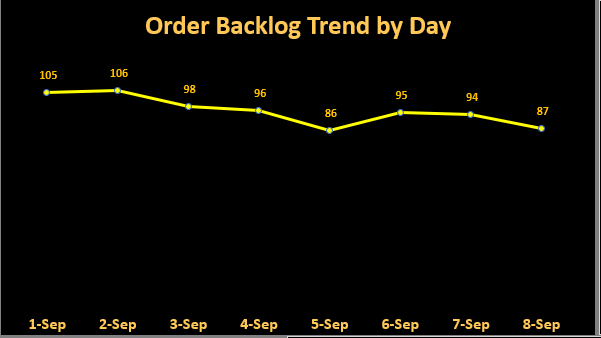 Order Backlog Trend by Day
105 106 98 96 86 95 94 87
1-Sep 2-Sep 3-Sep 4-Sep 5-Sep 6-Sep 7-Sep 8-Sep